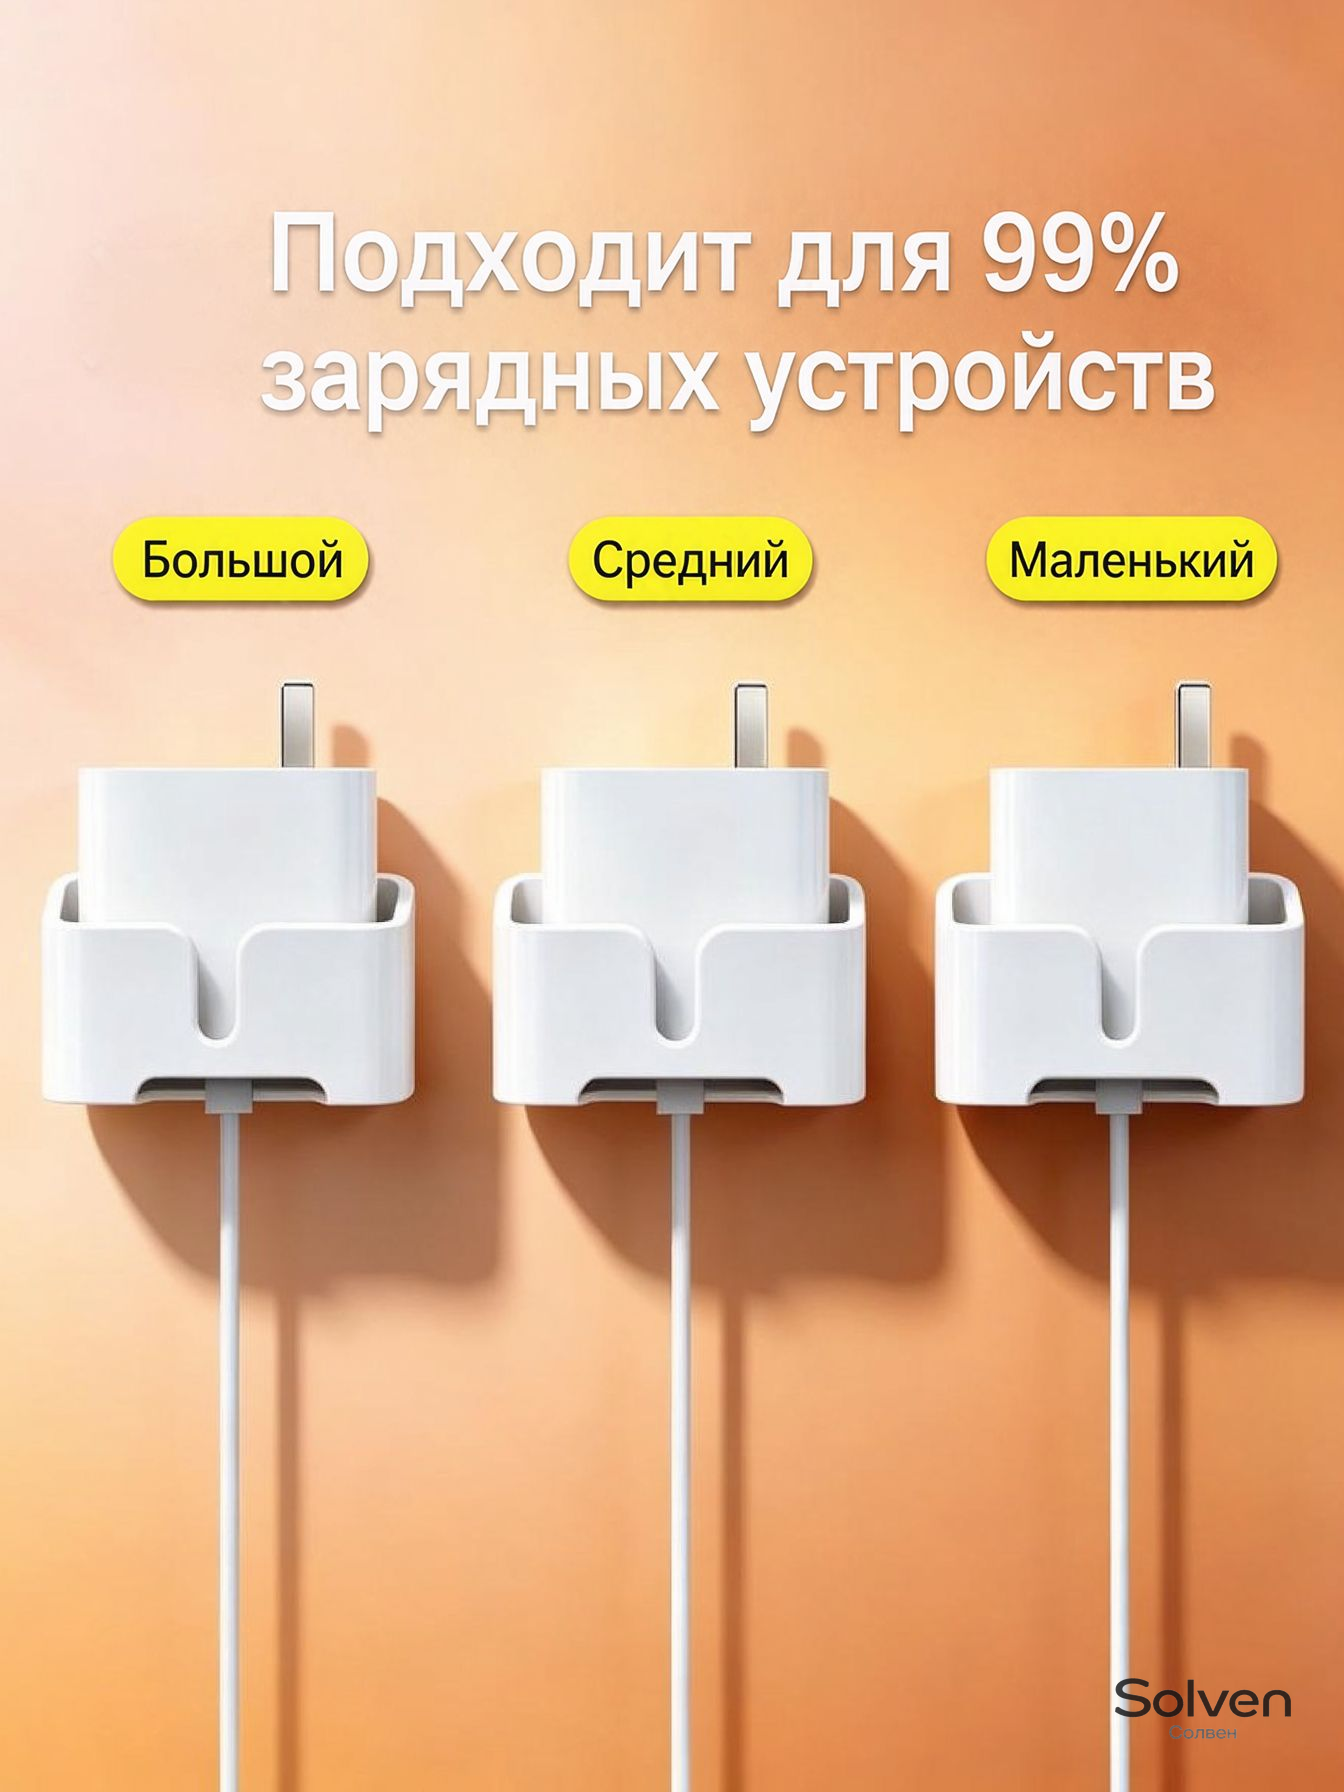 Подходит для 99%
зарядных устройств
Большой
Средний
Маленький
Solven
Солвен